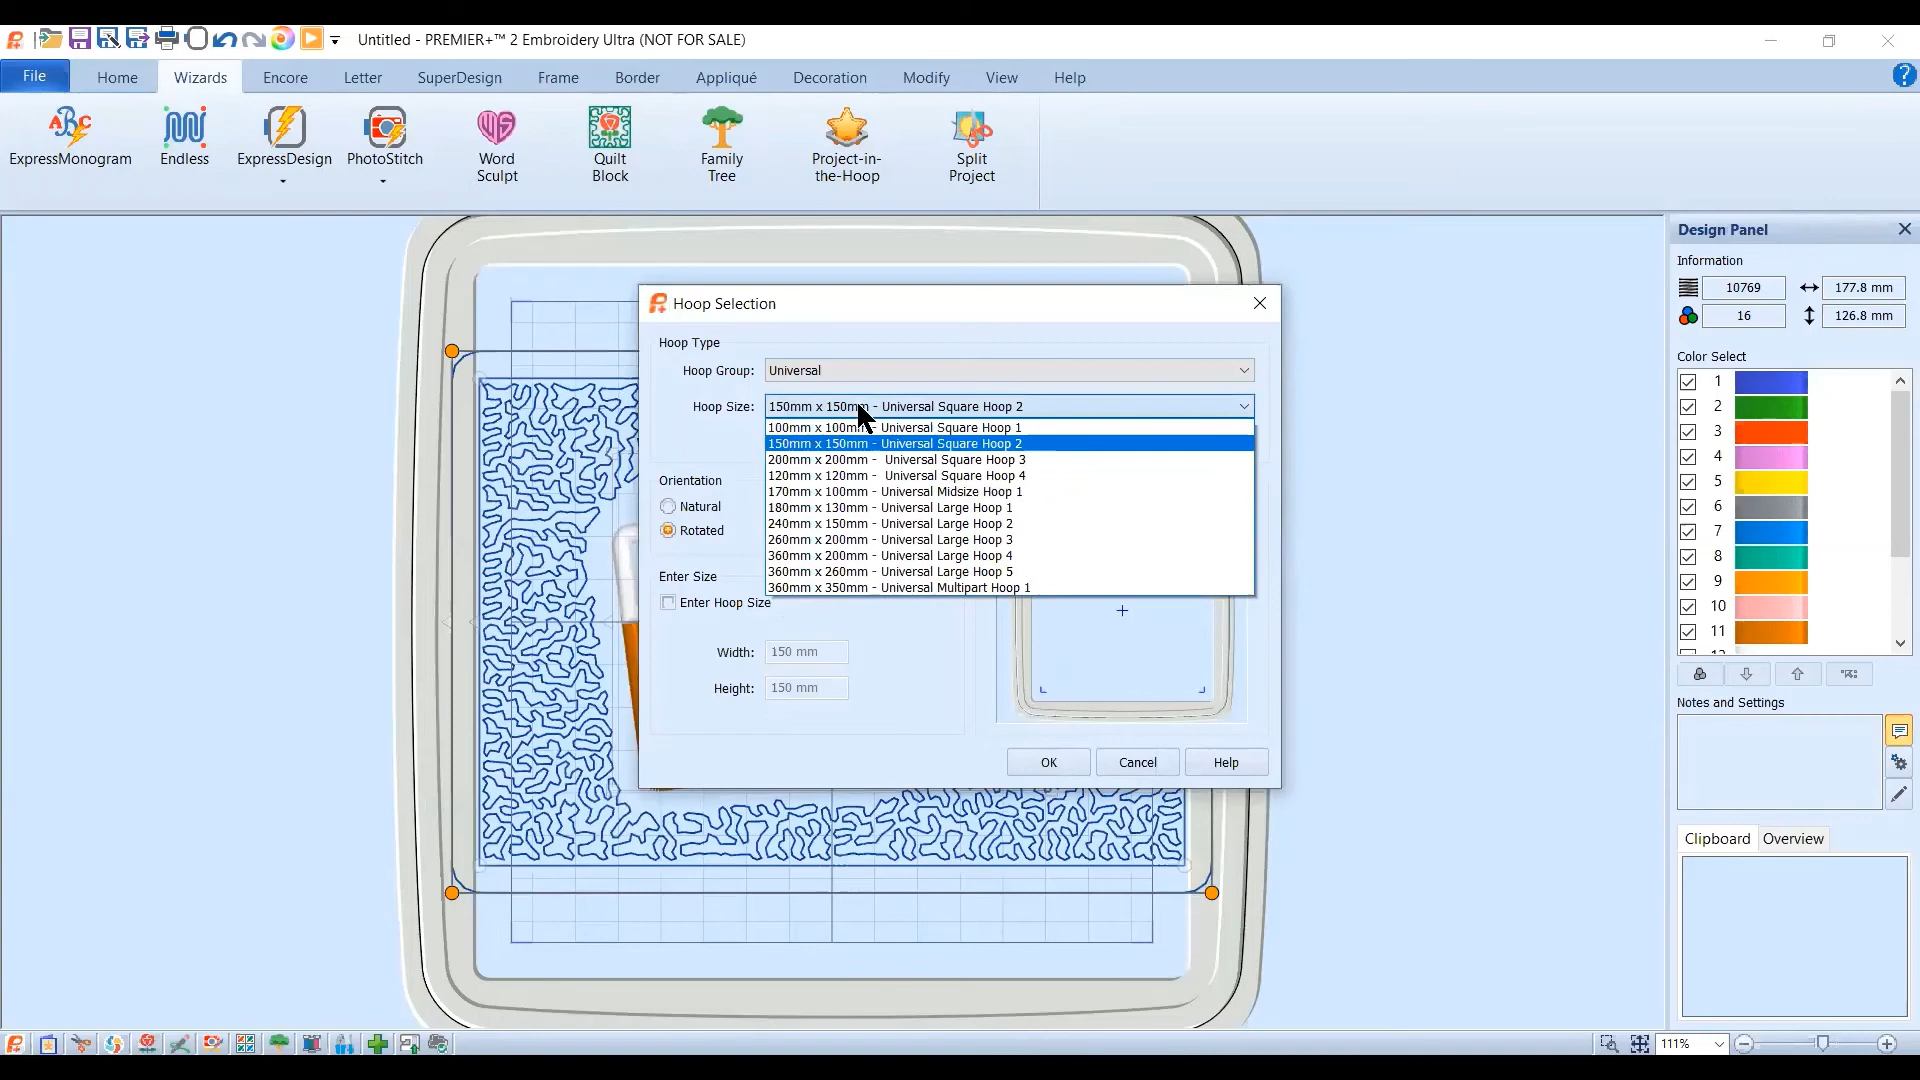 Untitled - PREMIER+™ 2 Embroidery Ultra (NOT FOR SALE)
File Home Wizards Encore Letter SuperDesign Frame Border Appliqué Decoration Modify View Help
ExpressMonogram
Endless
ExpressDesign
PhotoStitch
Word
Sculpt
Quilt
Block
Family
Tree
Project-in-
the-Hoop
Split
Project
Hoop Selection
Hoop Type
Hoop Group: Universal
Hoop Size: 150mm x 150mm - Universal Square Hoop 2
100mm x 100mm - Universal Square Hoop 1
150mm x 150mm - Universal Square Hoop 2
200mm x 200mm - Universal Square Hoop 3
120mm x 120mm - Universal Square Hoop 4
170mm x 100mm - Universal Midsize Hoop 1
180mm x 130mm - Universal Large Hoop 1
240mm x 150mm - Universal Large Hoop 2
260mm x 200mm - Universal Large Hoop 3
360mm x 200mm - Universal Large Hoop 4
360mm x 260mm - Universal Large Hoop 5
360mm x 350mm - Universal Multipart Hoop 1
Orientation
Natural
Rotated
Enter Size
Enter Hoop Size
Width: 150 mm
Height: 150 mm
OK Cancel Help
Design Panel
Information
10769 177.8 mm
16 126.8 mm
Color Select
1
2
3
4
5
6
7
8
9
10
11
Notes and Settings
Clipboard Overview
111%